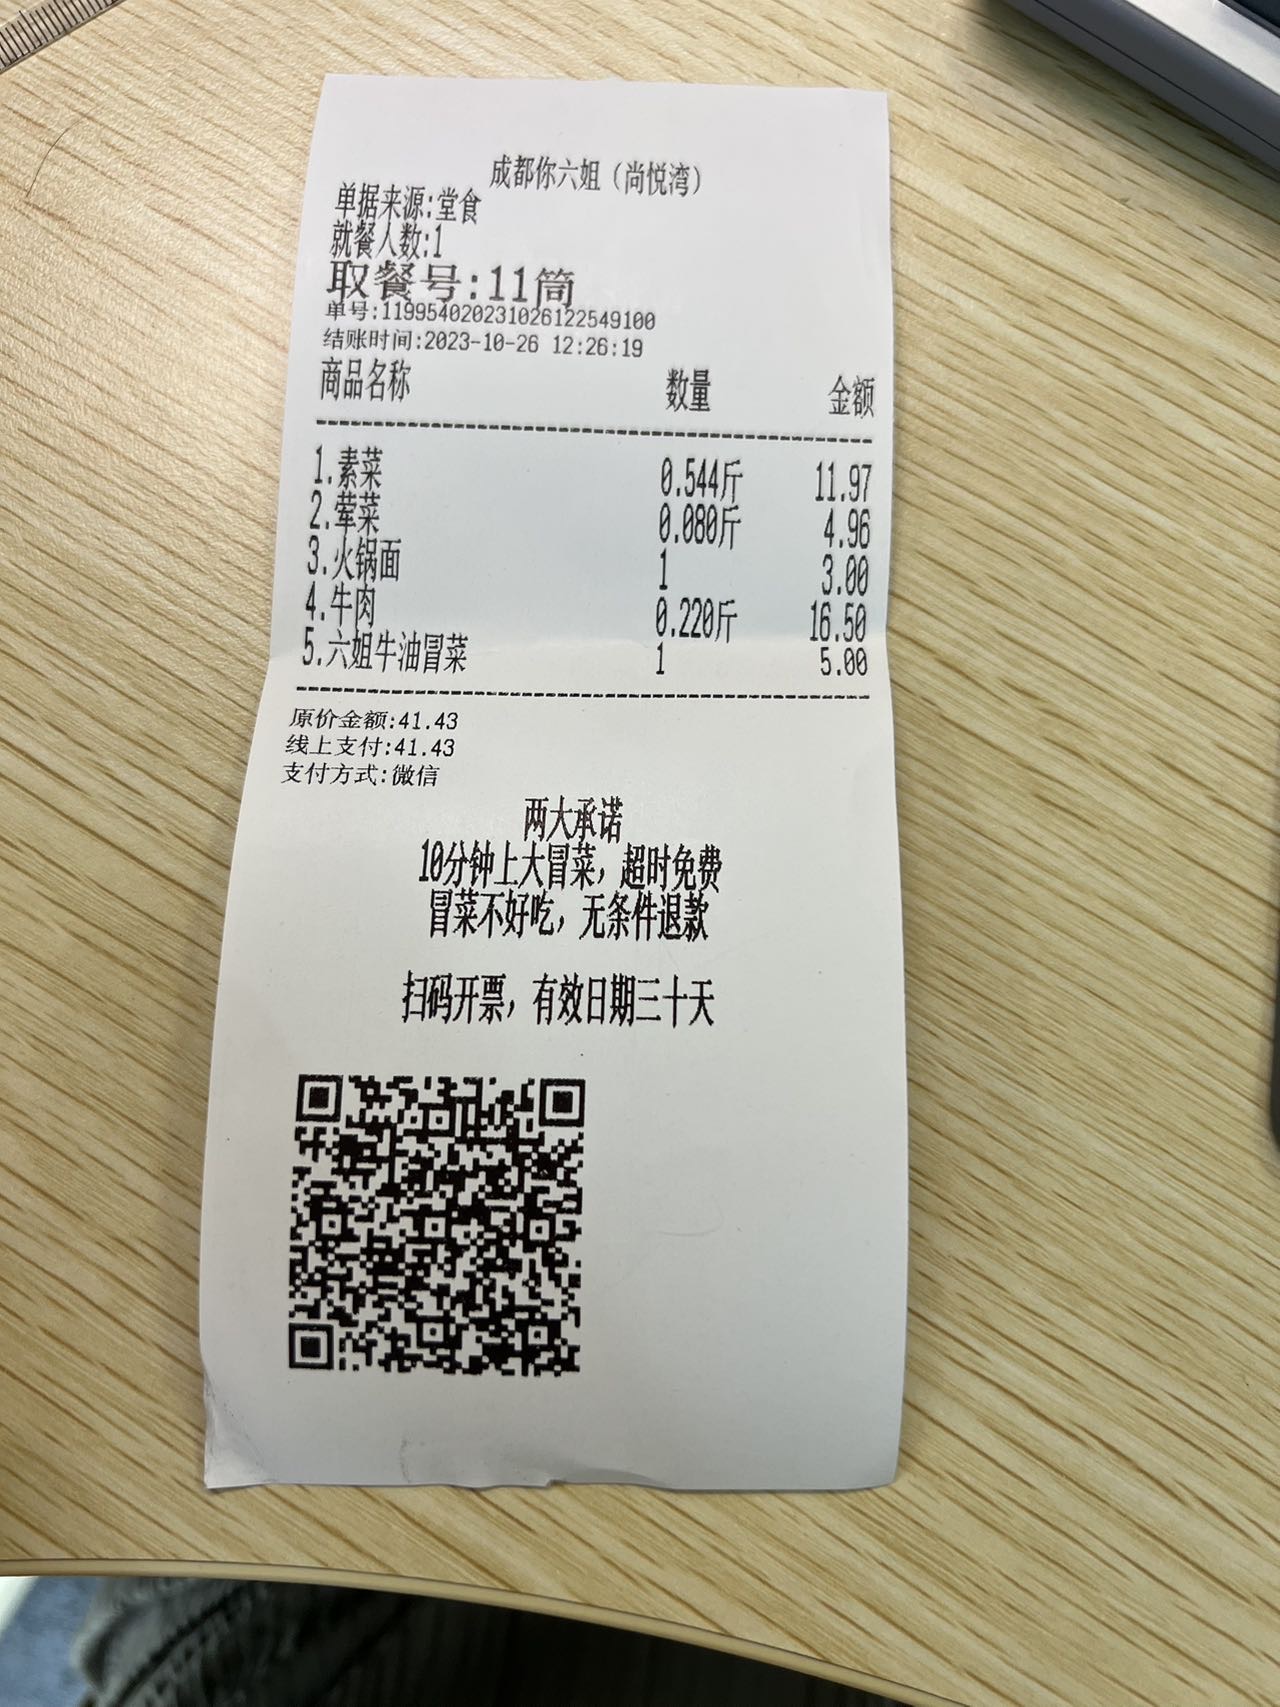 成都你六姐（尚悦湾）
单据来源:堂食
就餐人数:1
取餐号:11筒
单号:11995402023102612254​9100
结账时间:2023-10-26 12:26:19
商品名称 数量 金额
1.素菜 0.544斤 11.97
2.荤菜 0.080斤 4.96
3.火锅面 1 3.00
4.牛肉 0.220斤 16.50
5.六姐牛油冒菜 1 5.00
原价金额:41.43
线上支付:41.43
支付方式:微信
两大承诺
10分钟上大冒菜，超时免费
冒菜不好吃，无条件退款
扫码开票，有效日期三十天